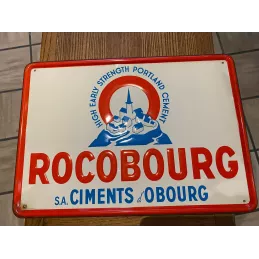 HIGH EARLY STRENGTH PORTLAND CEMENT
ROCOBOURG
S.A. CIMENTS d'OBOURG